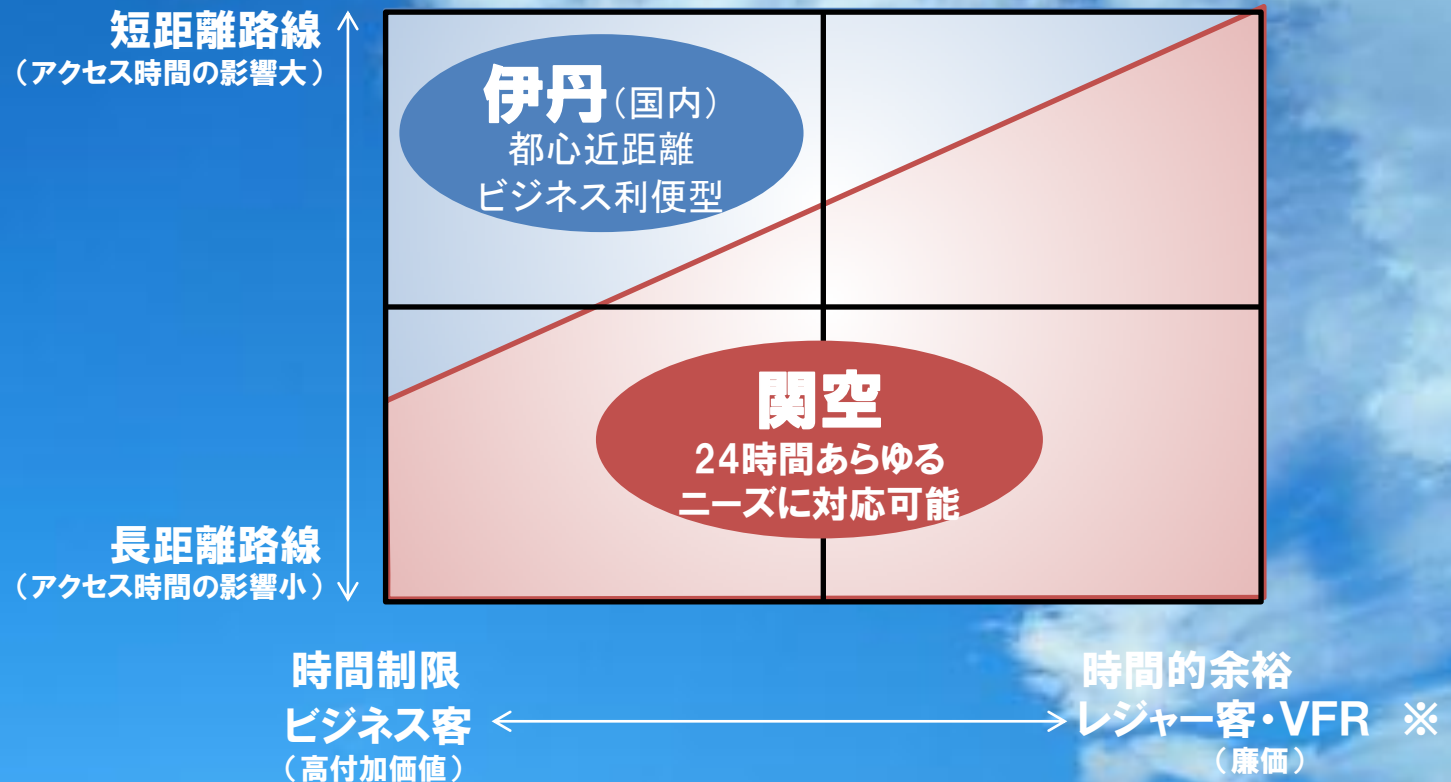 短距離路線
（アクセス時間の影響大）
伊丹（国内）
都心近距離
ビジネス利便型
関空
24時間あらゆる
ニーズに対応可能
長距離路線
（アクセス時間の影響小）
時間制限
ビジネス客
（高付加価値）
時間的余裕
レジャー客・VFR ※
（廉価）